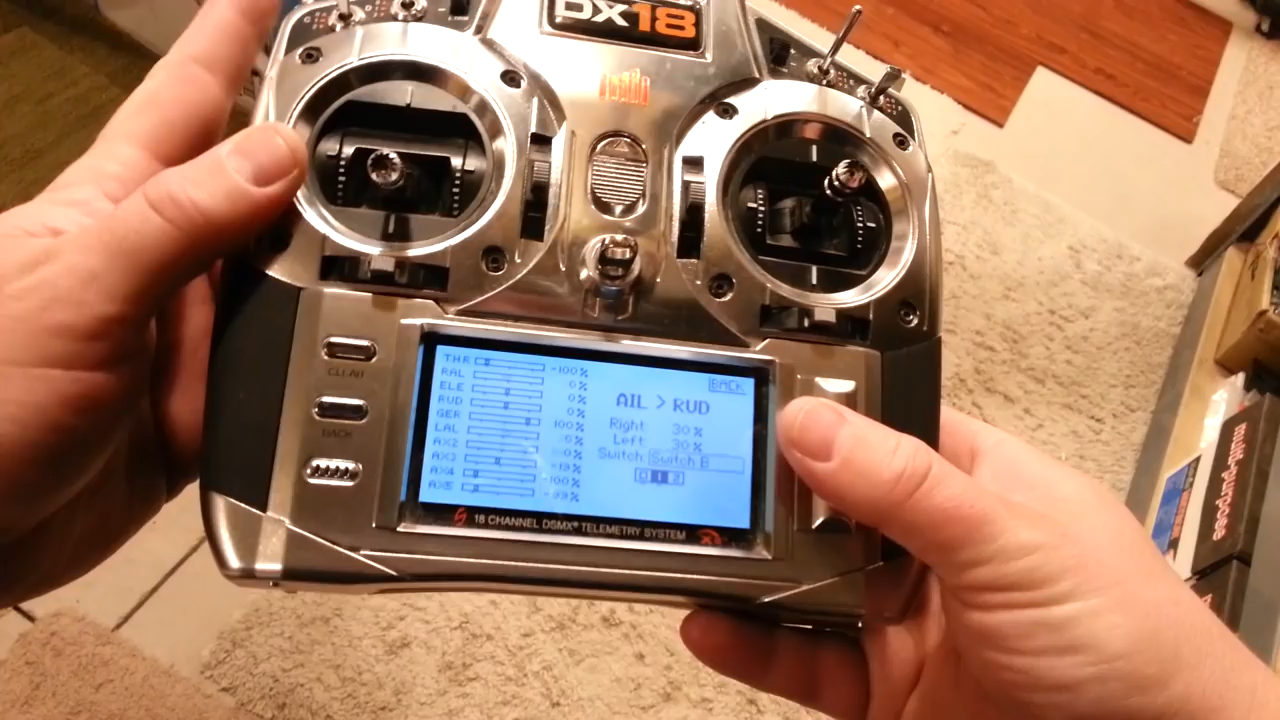 DX18
CLEAR
BACK
THR -100%
RAL 0%
ELE 0%
RUD 0%
GER 100%
LAL
AX2
AX3 -19%
AX4 -100%
AX5
BACK
AIL > RUD
Right: 30%
Left: 30%
Switch: Switch B
0 1 2
18 CHANNEL DSMX® TELEMETRY SYSTEM
multi-purpose